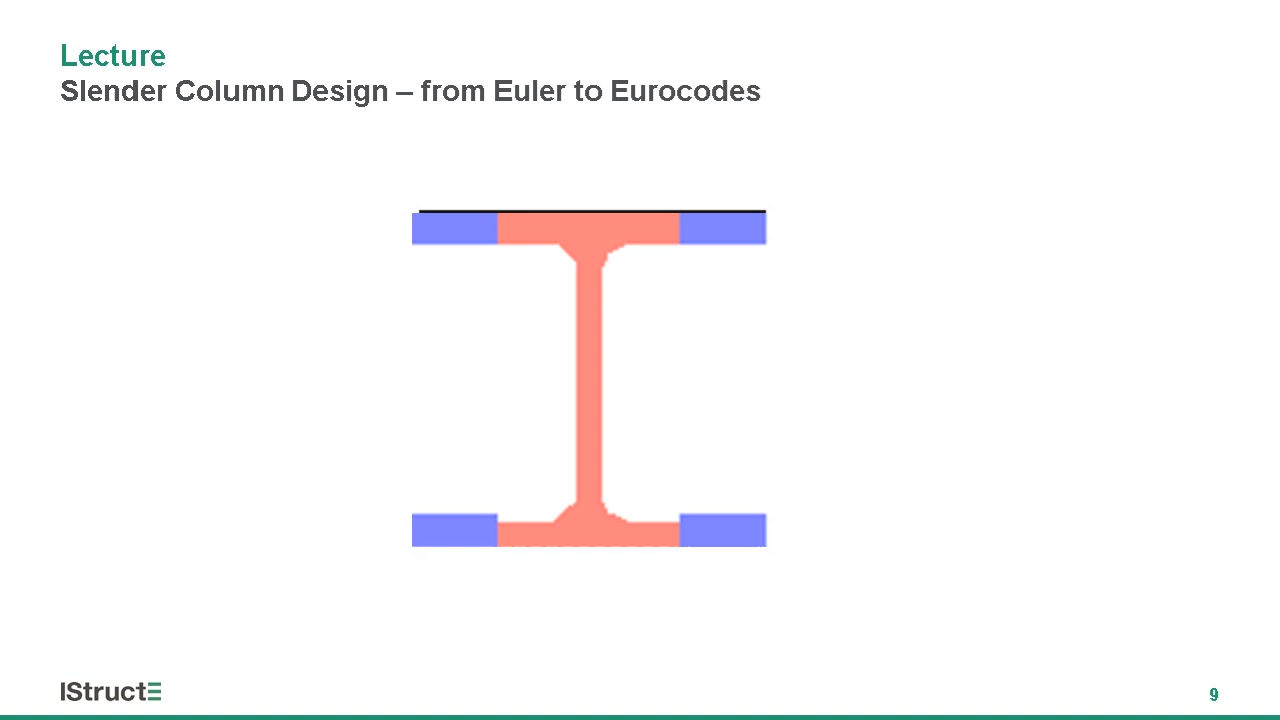 Lecture
Slender Column Design – from Euler to Eurocodes
IStructE
9